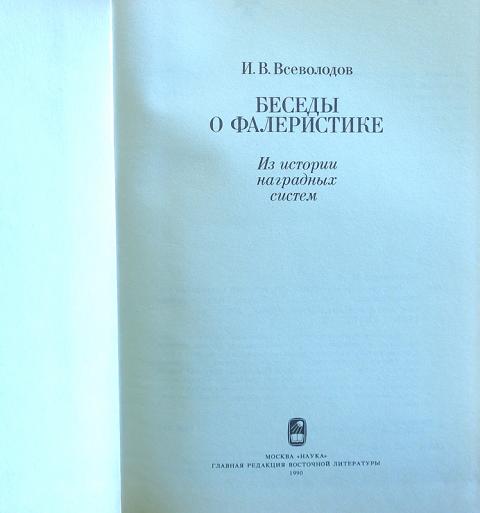 И. В. Всеволодов
БЕСЕДЫ
О ФАЛЕРИСТИКЕ
Из истории
наградных
систем
МОСКВА «НАУКА»
ГЛАВНАЯ РЕДАКЦИЯ ВОСТОЧНОЙ ЛИТЕРАТУРЫ
1990